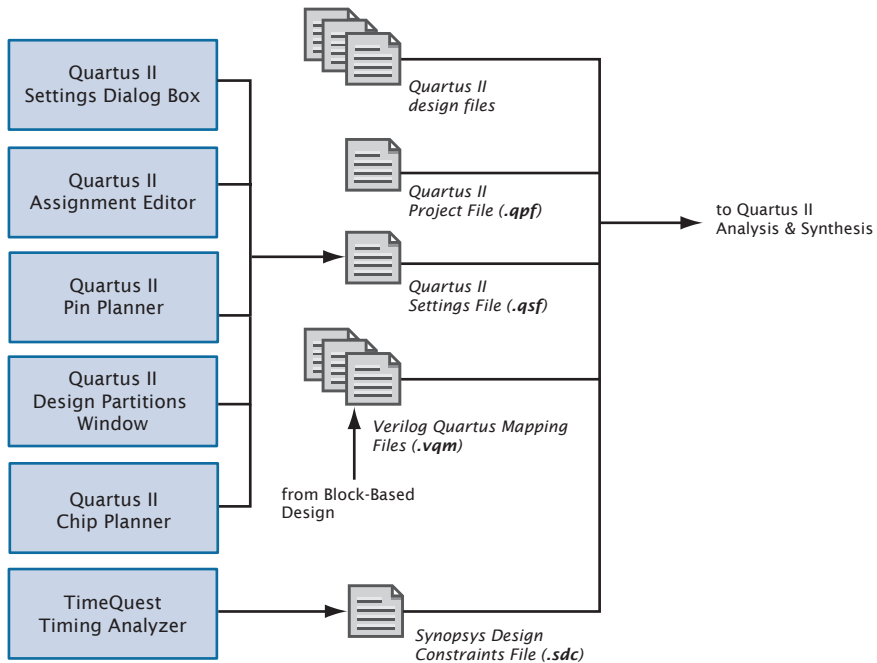 Quartus II
Settings Dialog Box
Quartus II
Assignment Editor
Quartus II
Pin Planner
Quartus II
Design Partitions
Window
Quartus II
Chip Planner
TimeQuest
Timing Analyzer
Quartus II
design files
Quartus II
Project File (.qpf)
Quartus II
Settings File (.qsf)
Verilog Quartus Mapping
Files (.vqm)
from Block-Based
Design
Synopsys Design
Constraints File (.sdc)
to Quartus II
Analysis & Synthesis